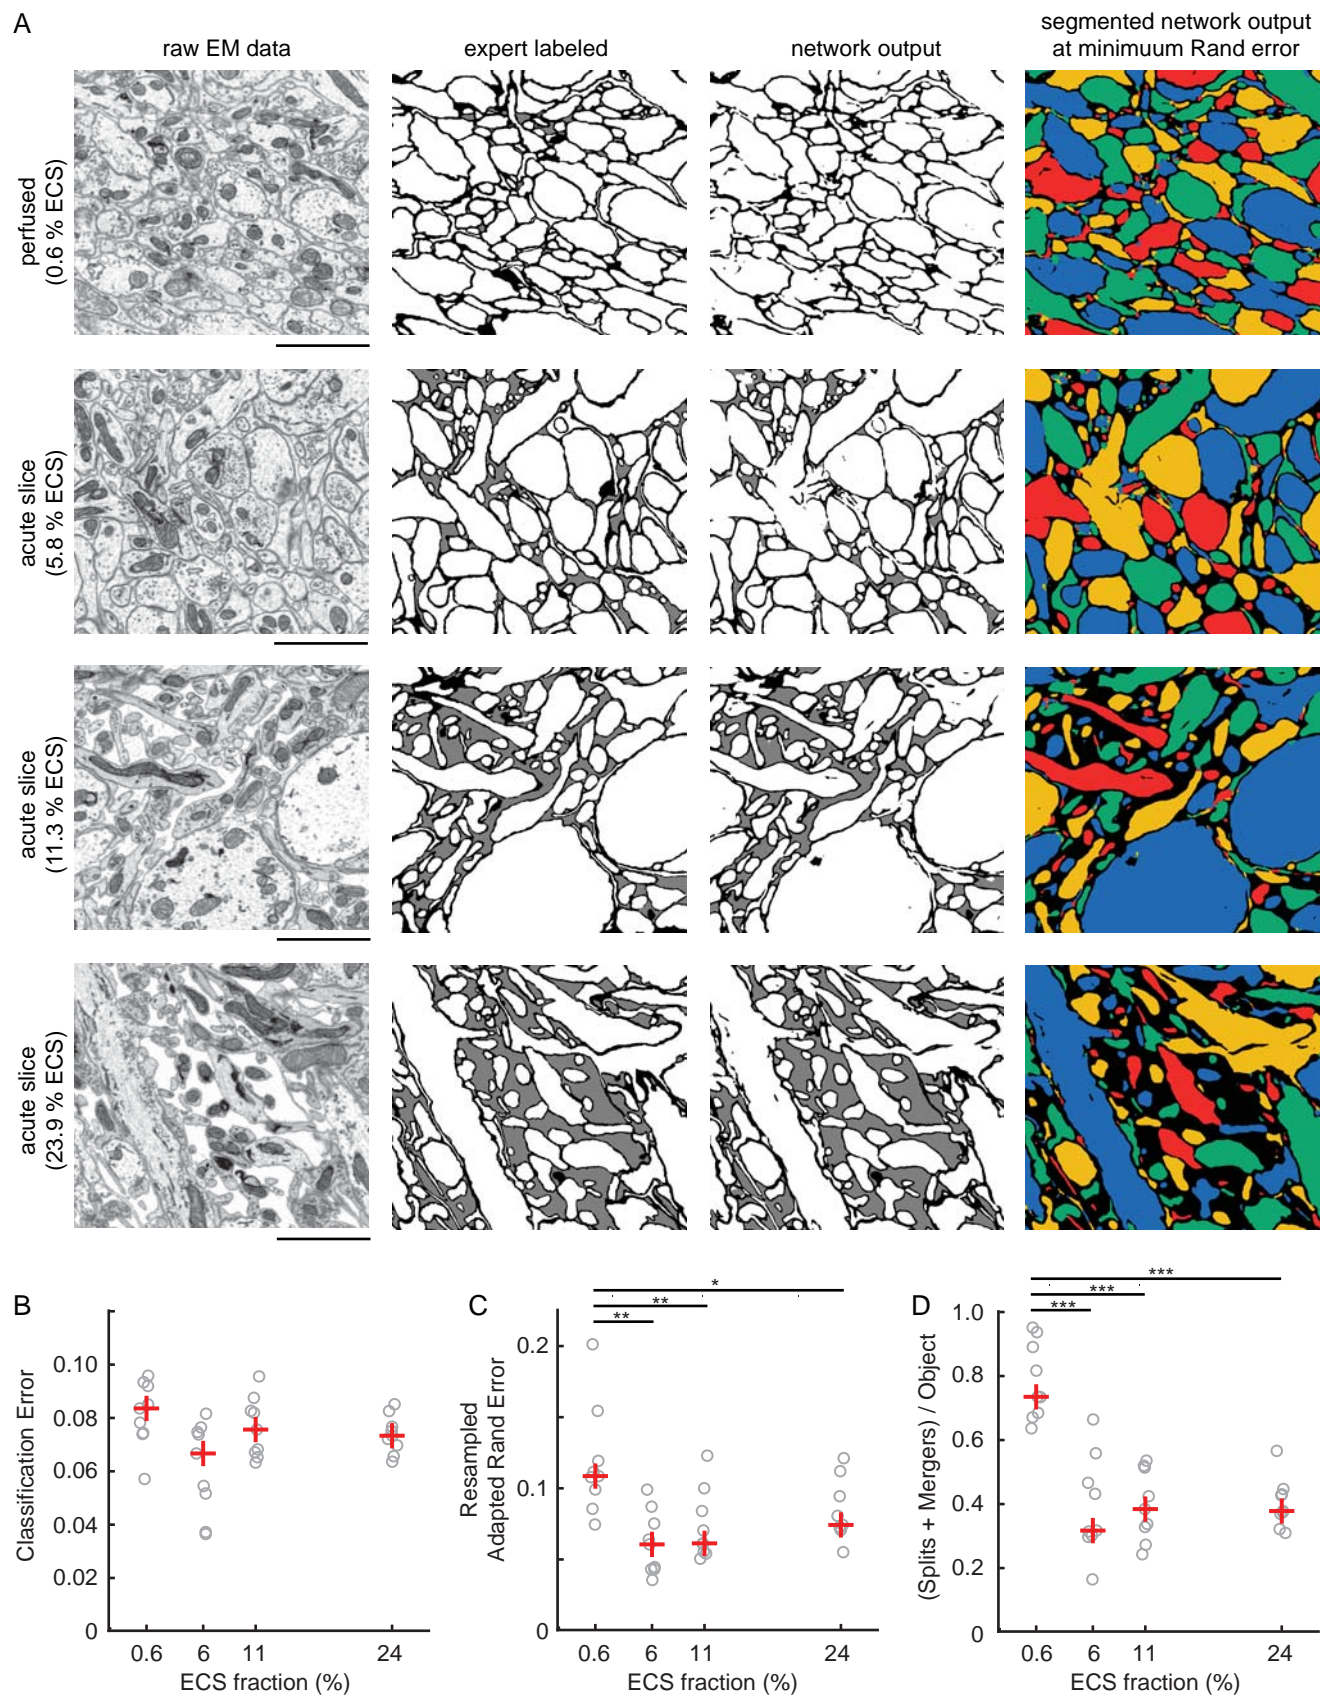 A
raw EM data
expert labeled
network output
segmented network output
at minimuum Rand error
perfused
(0.6 % ECS)
acute slice
(5.8 % ECS)
acute slice
(11.3 % ECS)
acute slice
(23.9 % ECS)
B
Classification Error
0.10
0.08
0.06
0.04
0.02
0
0.6
6
11
24
ECS fraction (%)
C
*
**
**
Resampled
Adapted Rand Error
0.2
0.1
0
0.6
6
11
24
ECS fraction (%)
D
***
***
***
(Splits + Mergers) / Object
1.0
0.8
0.6
0.4
0.2
0
0.6
6
11
24
ECS fraction (%)